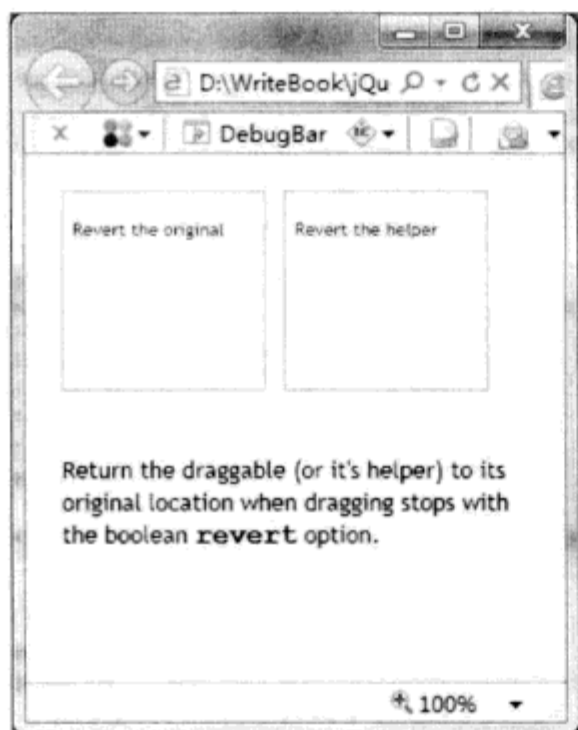 D:\WriteBook\jQu
DebugBar
Revert the original
Revert the helper
Return the draggable (or it's helper) to its
original location when dragging stops with
the boolean revert option.
100%